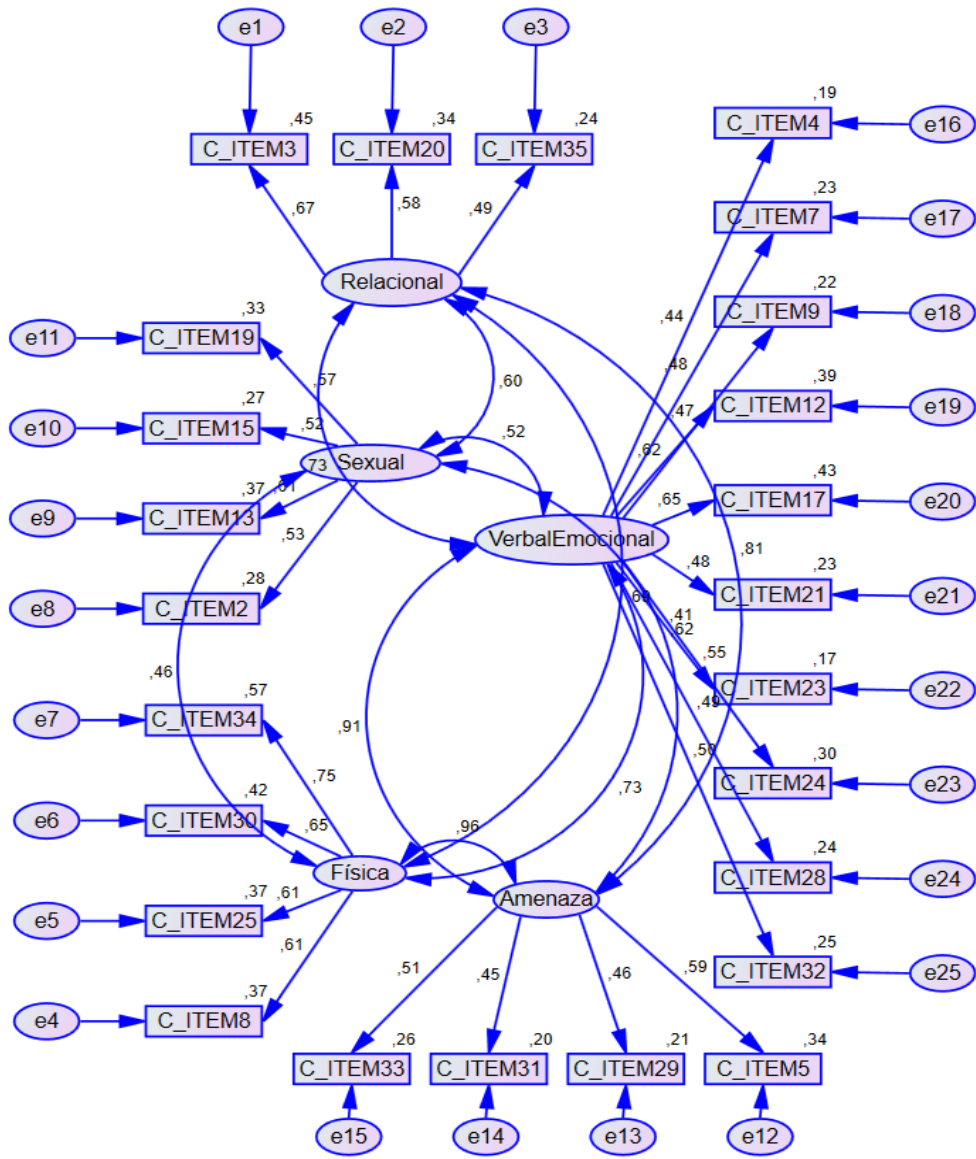 e1 e2 e3
,45 ,34 ,24
C_ITEM3 C_ITEM20 C_ITEM35
,67 ,58 ,49
Relacional
,19
C_ITEM4 e16
,23
C_ITEM7 e17
,22
C_ITEM9 e18
,39
C_ITEM12 e19
,43
C_ITEM17 e20
,23
C_ITEM21 e21
,17
C_ITEM23 e22
,30
C_ITEM24 e23
,24
C_ITEM28 e24
,25
C_ITEM32 e25
,44
,48
,47
,62
,65
,48
,41
,62
,55
,49
,50
VerbalEmocional
,33
e11 C_ITEM19
,27
e10 C_ITEM15
,37
e9 C_ITEM13
,28
e8 C_ITEM2
,57
,52
,61
,53
Sexual
,73
,60
,52
,81
,69
,46
,91
,73
,96
,57
e7 C_ITEM34
,42
e6 C_ITEM30
,37
e5 C_ITEM25
,37
e4 C_ITEM8
,75
,65
,61
,61
Física
Amenaza
,51 ,45 ,46 ,59
,26 ,20 ,21 ,34
C_ITEM33 C_ITEM31 C_ITEM29 C_ITEM5
e15 e14 e13 e12